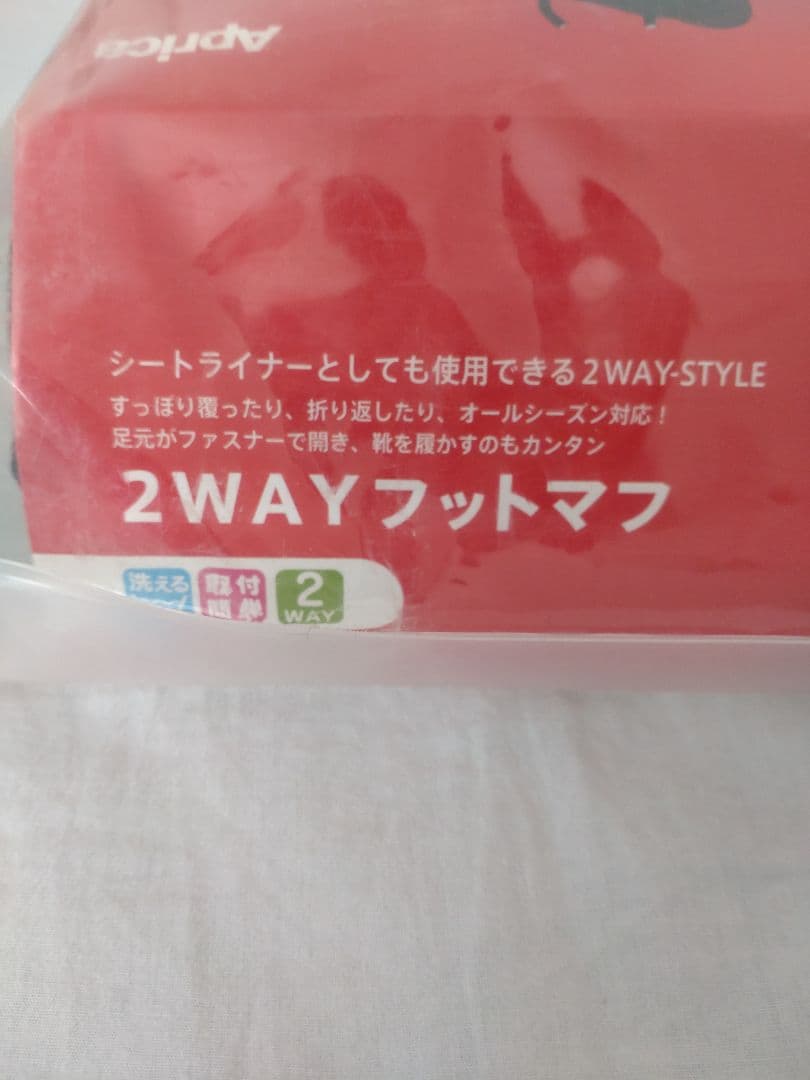 Aprica
シートライナーとしても使用できる2WAY-STYLE
すっぽり覆ったり、折り返したり、オールシーズン対応！
足元がファスナーで開き、靴を履かすのもカンタン
2WAYフットマフ
洗える
取付
簡単
2
WAY